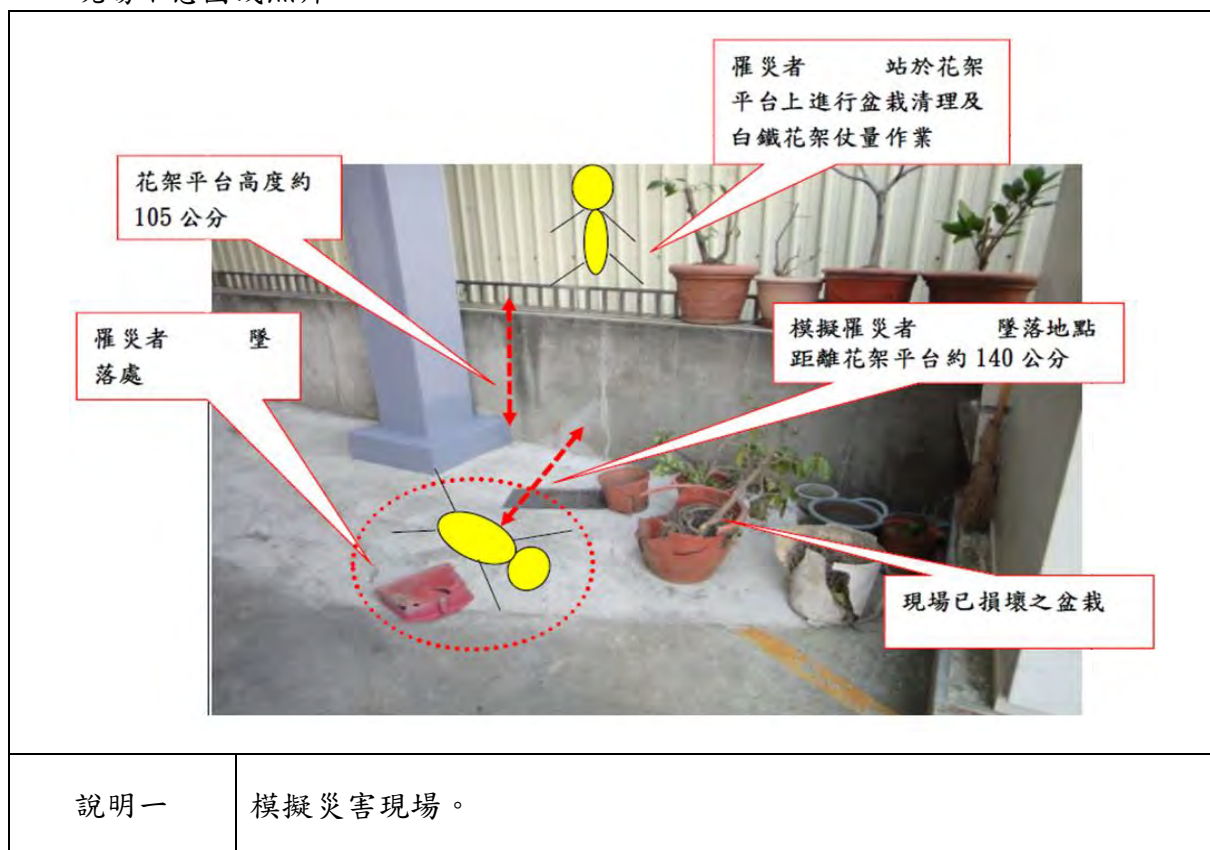 罹災者 站於花架
平台上進行盆栽清理及
白鐵花架仗量作業
花架平台高度約
105 公分
罹災者 墜
落處
模擬罹災者 墜落地點
距離花架平台約 140 公分
現場已損壞之盆栽
說明一 模擬災害現場。